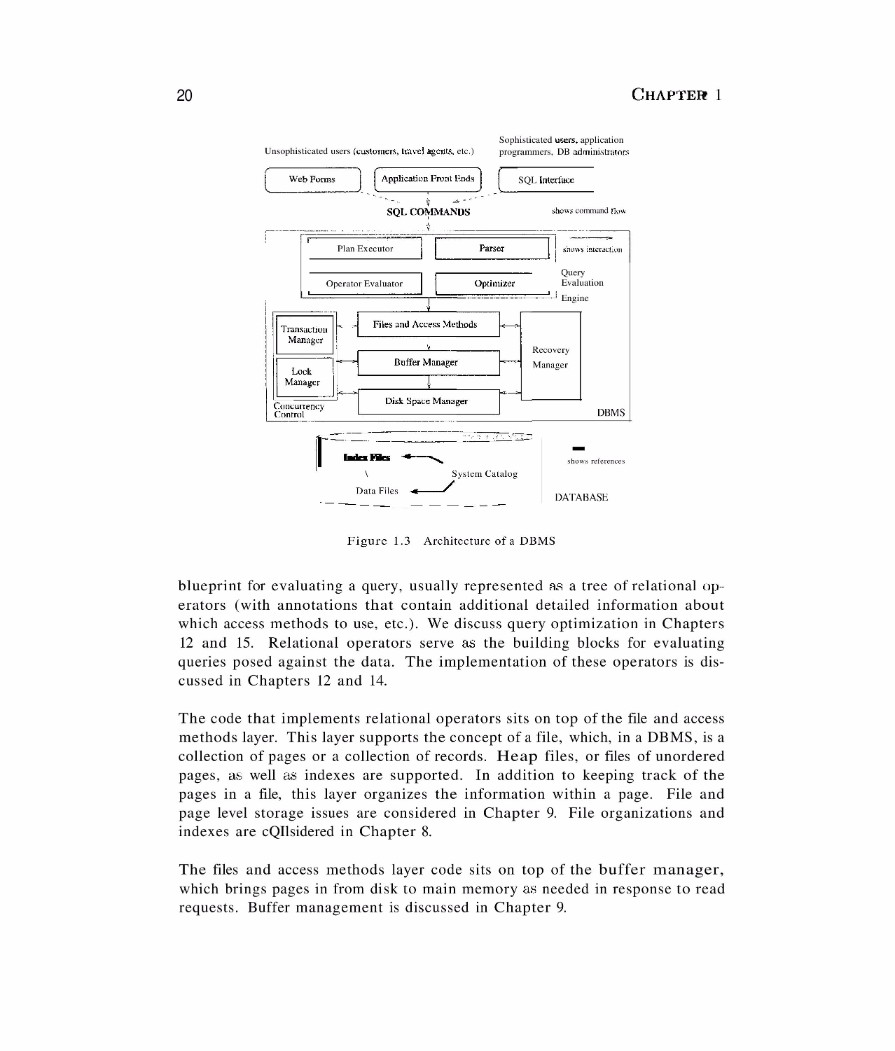 20
CHAPTER 1
Sophisticated users, application
Unsophisticated users (customers, travel agents, etc.)
programmers, DB administrators
Web Forms
Application Front Ends
SQL Interface
SQL COMMANDS
shows command flow
Plan Executor
Parser
shows interaction
Operator Evaluator
Optimizer
Query
Evaluation
Engine
Transaction
Manager
Files and Access Methods
Recovery
Manager
Lock
Manager
Buffer Manager
Disk Space Manager
Concurrency
Control
DBMS
Index Files
shows references
\
System Catalog
Data Files
DATABASE
Figure 1.3 Architecture of a DBMS
blueprint for evaluating a query, usually represented as a tree of relational op-
erators (with annotations that contain additional detailed information about
which access methods to use, etc.). We discuss query optimization in Chapters
12 and 15. Relational operators serve as the building blocks for evaluating
queries posed against the data. The implementation of these operators is dis-
cussed in Chapters 12 and 14.
The code that implements relational operators sits on top of the file and access
methods layer. This layer supports the concept of a file, which, in a DBMS, is a
collection of pages or a collection of records. Heap files, or files of unordered
pages, as well as indexes are supported. In addition to keeping track of the
pages in a file, this layer organizes the information within a page. File and
page level storage issues are considered in Chapter 9. File organizations and
indexes are cQIlsidered in Chapter 8.
The files and access methods layer code sits on top of the buffer manager,
which brings pages in from disk to main memory as needed in response to read
requests. Buffer management is discussed in Chapter 9.